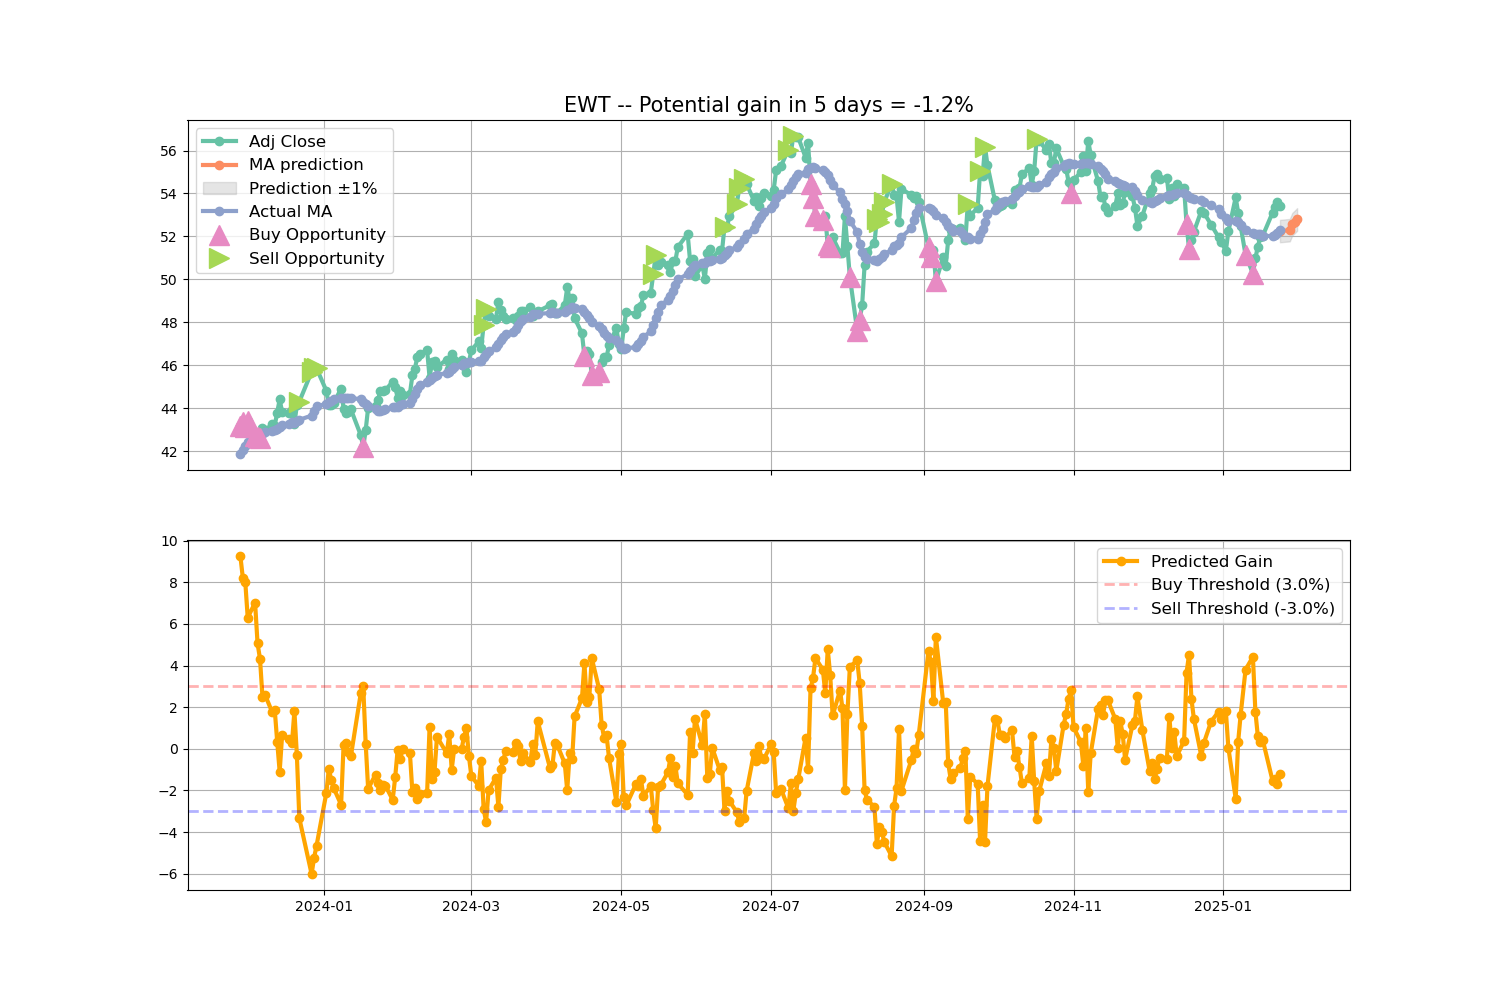 EWT -- Potential gain in 5 days = -1.2%
Adj Close
MA prediction
Prediction ±1%
Actual MA
Buy Opportunity
Sell Opportunity
56
54
52
50
48
46
44
42
Predicted Gain
Buy Threshold (3.0%)
Sell Threshold (-3.0%)
10
8
6
4
2
0
−2
−4
−6
2024-01 2024-03 2024-05 2024-07 2024-09 2024-11 2025-01